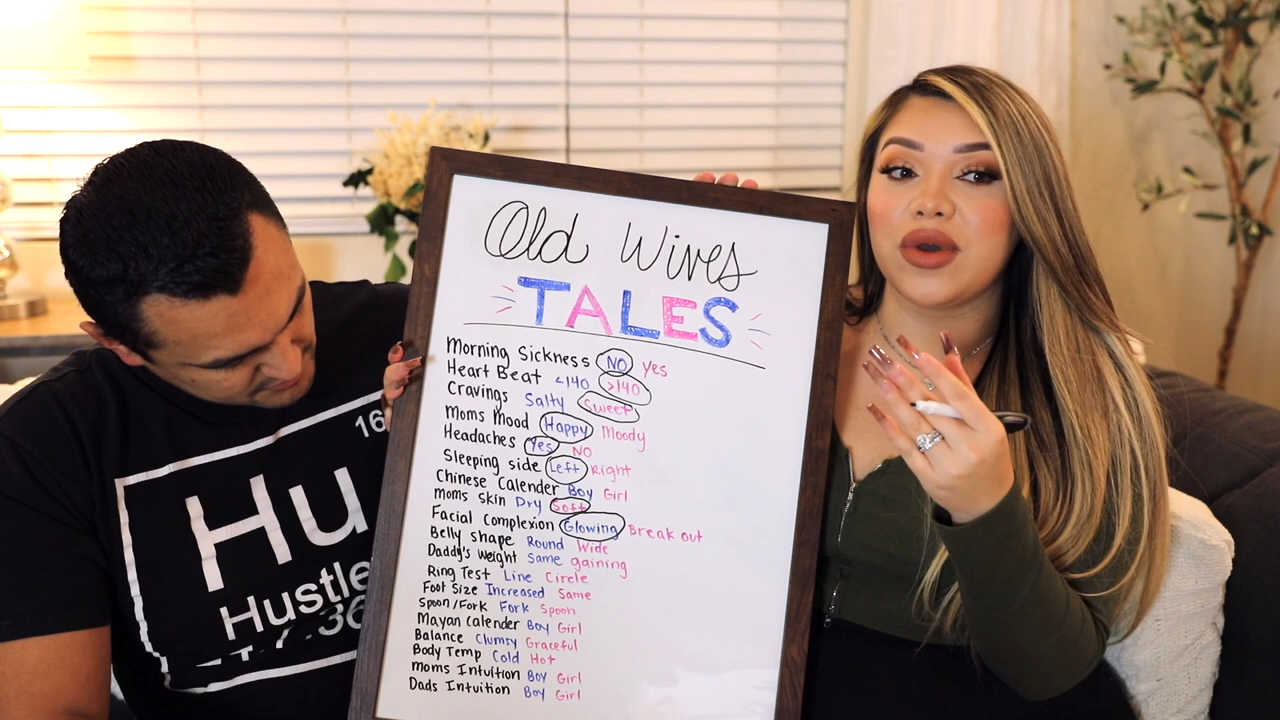 Old Wives
TALES
Morning Sickness NO Yes
Heart Beat <140 >140
Cravings Salty Sweet
Moms Mood Happy Moody
Headaches Yes NO
Sleeping side Left Right
Chinese Calender Boy Girl
Moms skin Dry Soft
Facial Complexion Glowing Break out
Belly shape Round Wide
Daddy's weight Same gaining
Ring Test Line Circle
Foot Size Increased Same
Spoon/Fork Fork Spoon
Mayan Calender Boy Girl
Balance Clumsy Graceful
Body Temp Cold Hot
Moms Intuition Boy Girl
Dads Intuition Boy Girl
Hu
Hustle